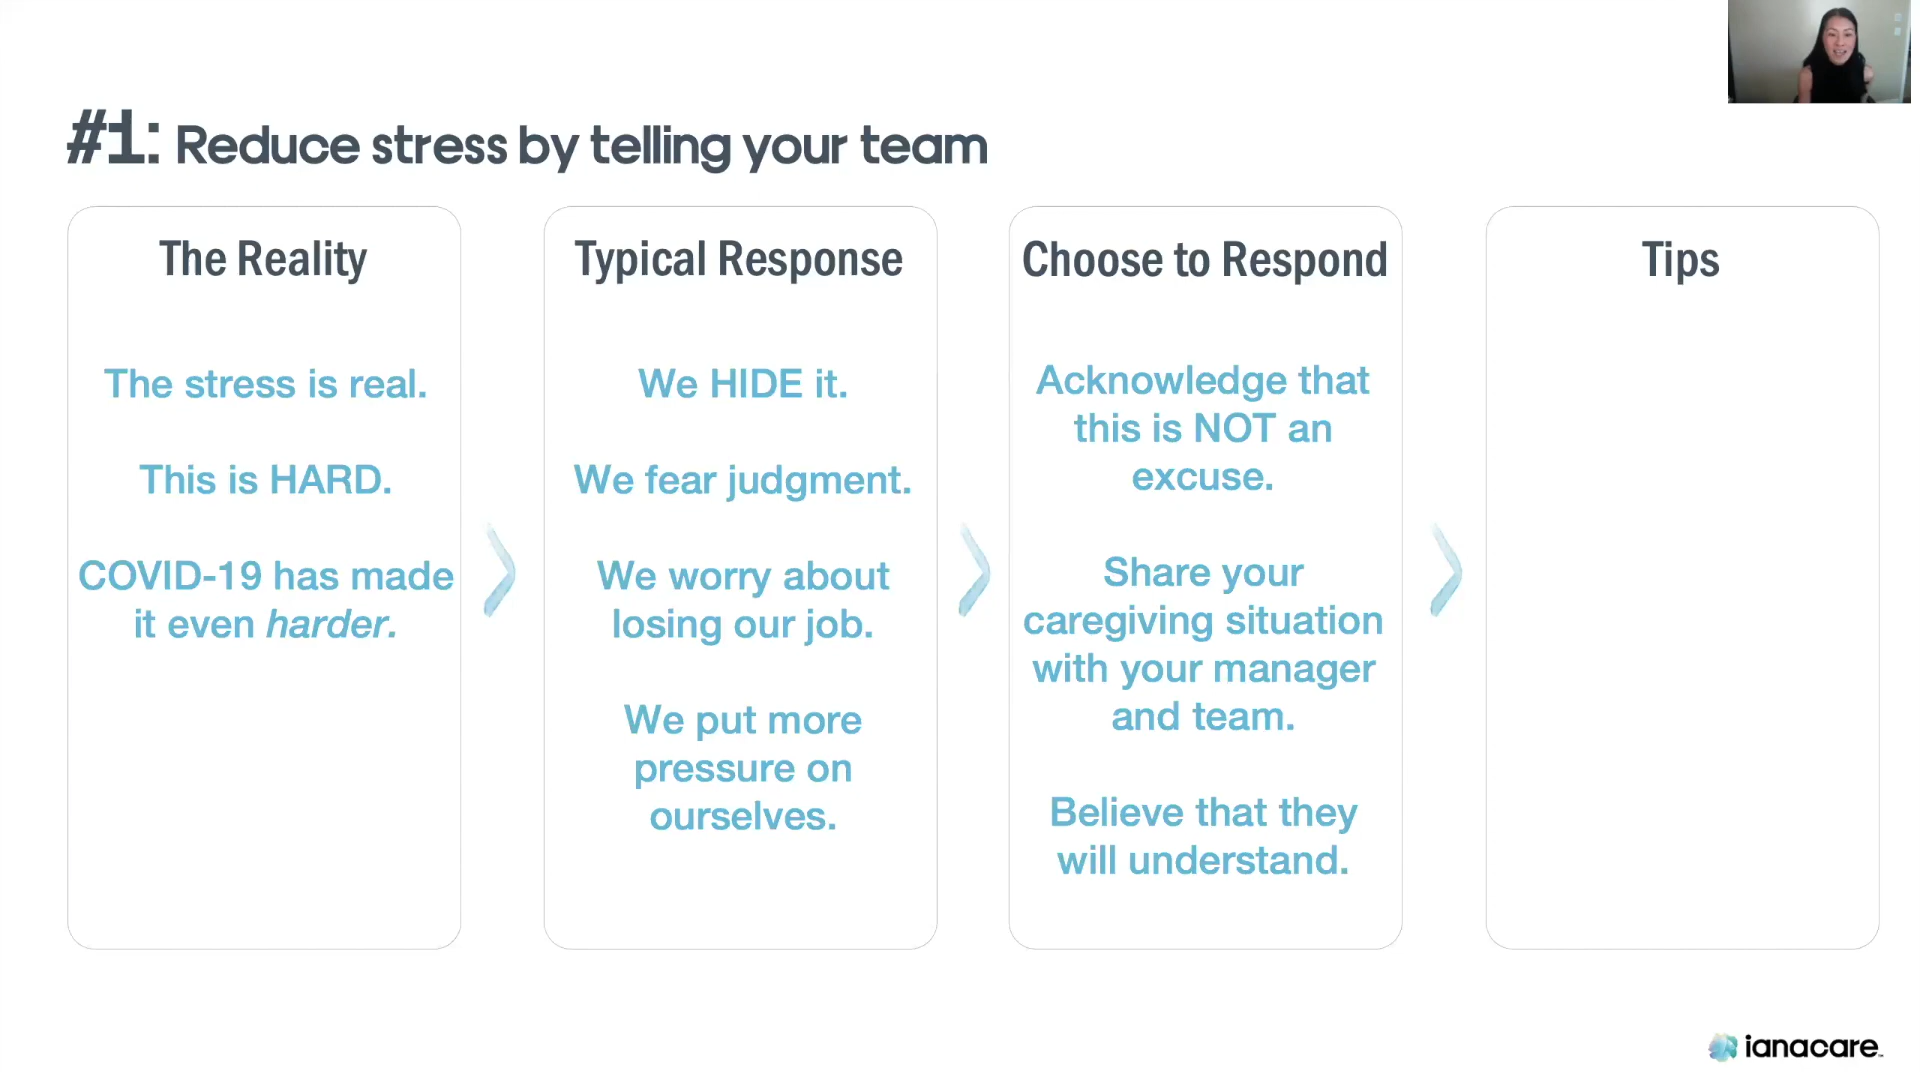 #1: Reduce stress by telling your team
The Reality
The stress is real.
This is HARD.
COVID-19 has made
it even harder.
Typical Response
We HIDE it.
We fear judgment.
We worry about
losing our job.
We put more
pressure on
ourselves.
Choose to Respond
Acknowledge that
this is NOT an
excuse.
Share your
caregiving situation
with your manager
and team.
Believe that they
will understand.
Tips
ianacare